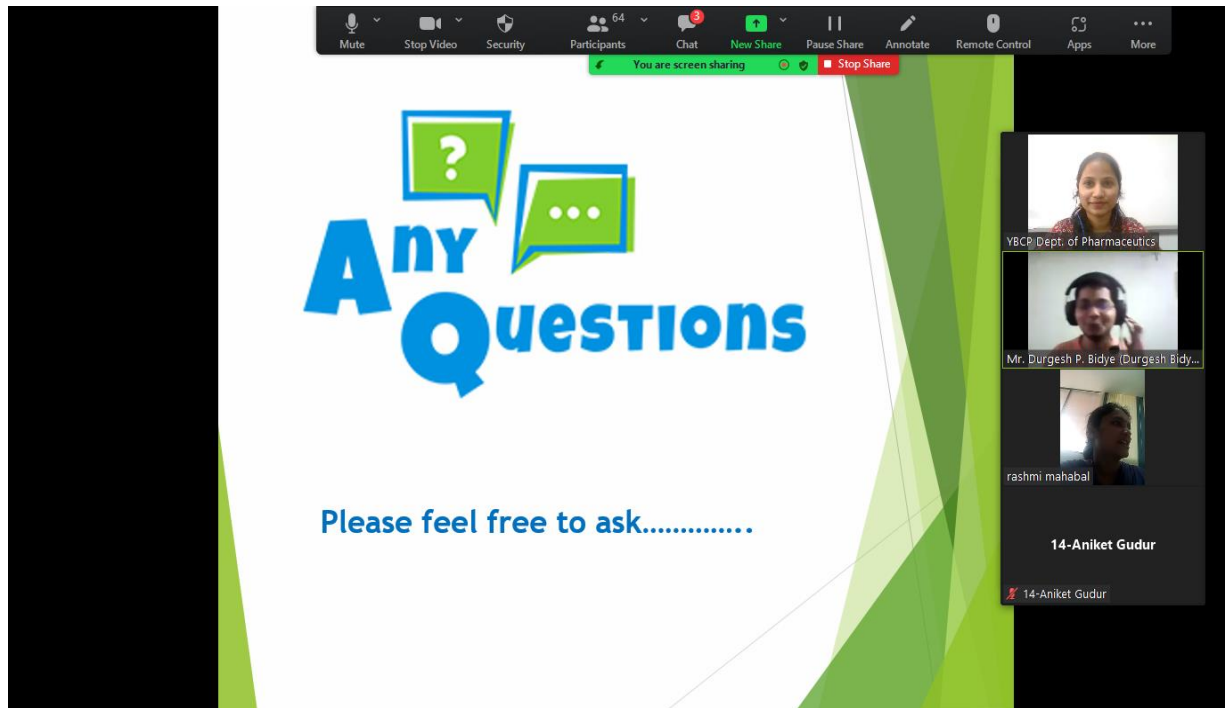 64
3
Mute
Stop Video
Security
Participants
Chat
New Share
Pause Share
Annotate
Remote Control
Apps
More
You are screen sharing
Stop Share
?
...
Any
Questions
Please feel free to ask..............
YBCP Dept. of Pharmaceutics
Mr. Durgesh P. Bidye (Durgesh Bidy...
rashmi mahabal
14-Aniket Gudur
14-Aniket Gudur